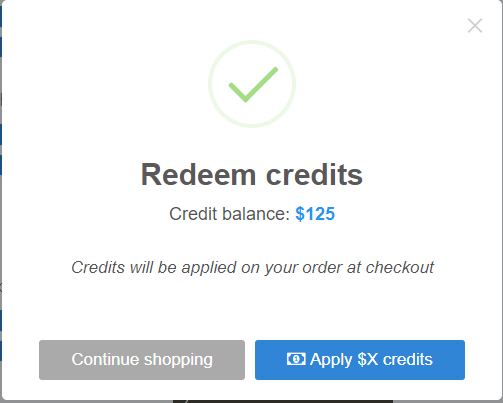 Redeem credits
Credit balance: $125
Credits will be applied on your order at checkout
Continue shopping
Apply $X credits